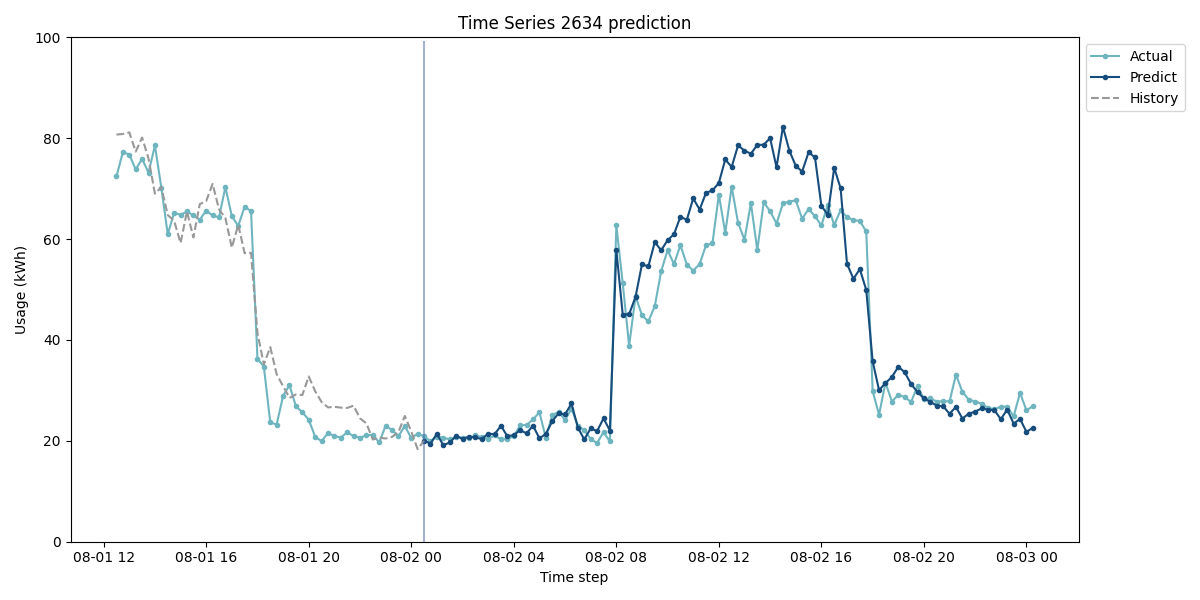 Time Series 2634 prediction
100
80
60
40
20
0
Usage (kWh)
08-01 12
08-01 16
08-01 20
08-02 00
08-02 04
08-02 08
08-02 12
08-02 16
08-02 20
08-03 00
Time step
Actual
Predict
History